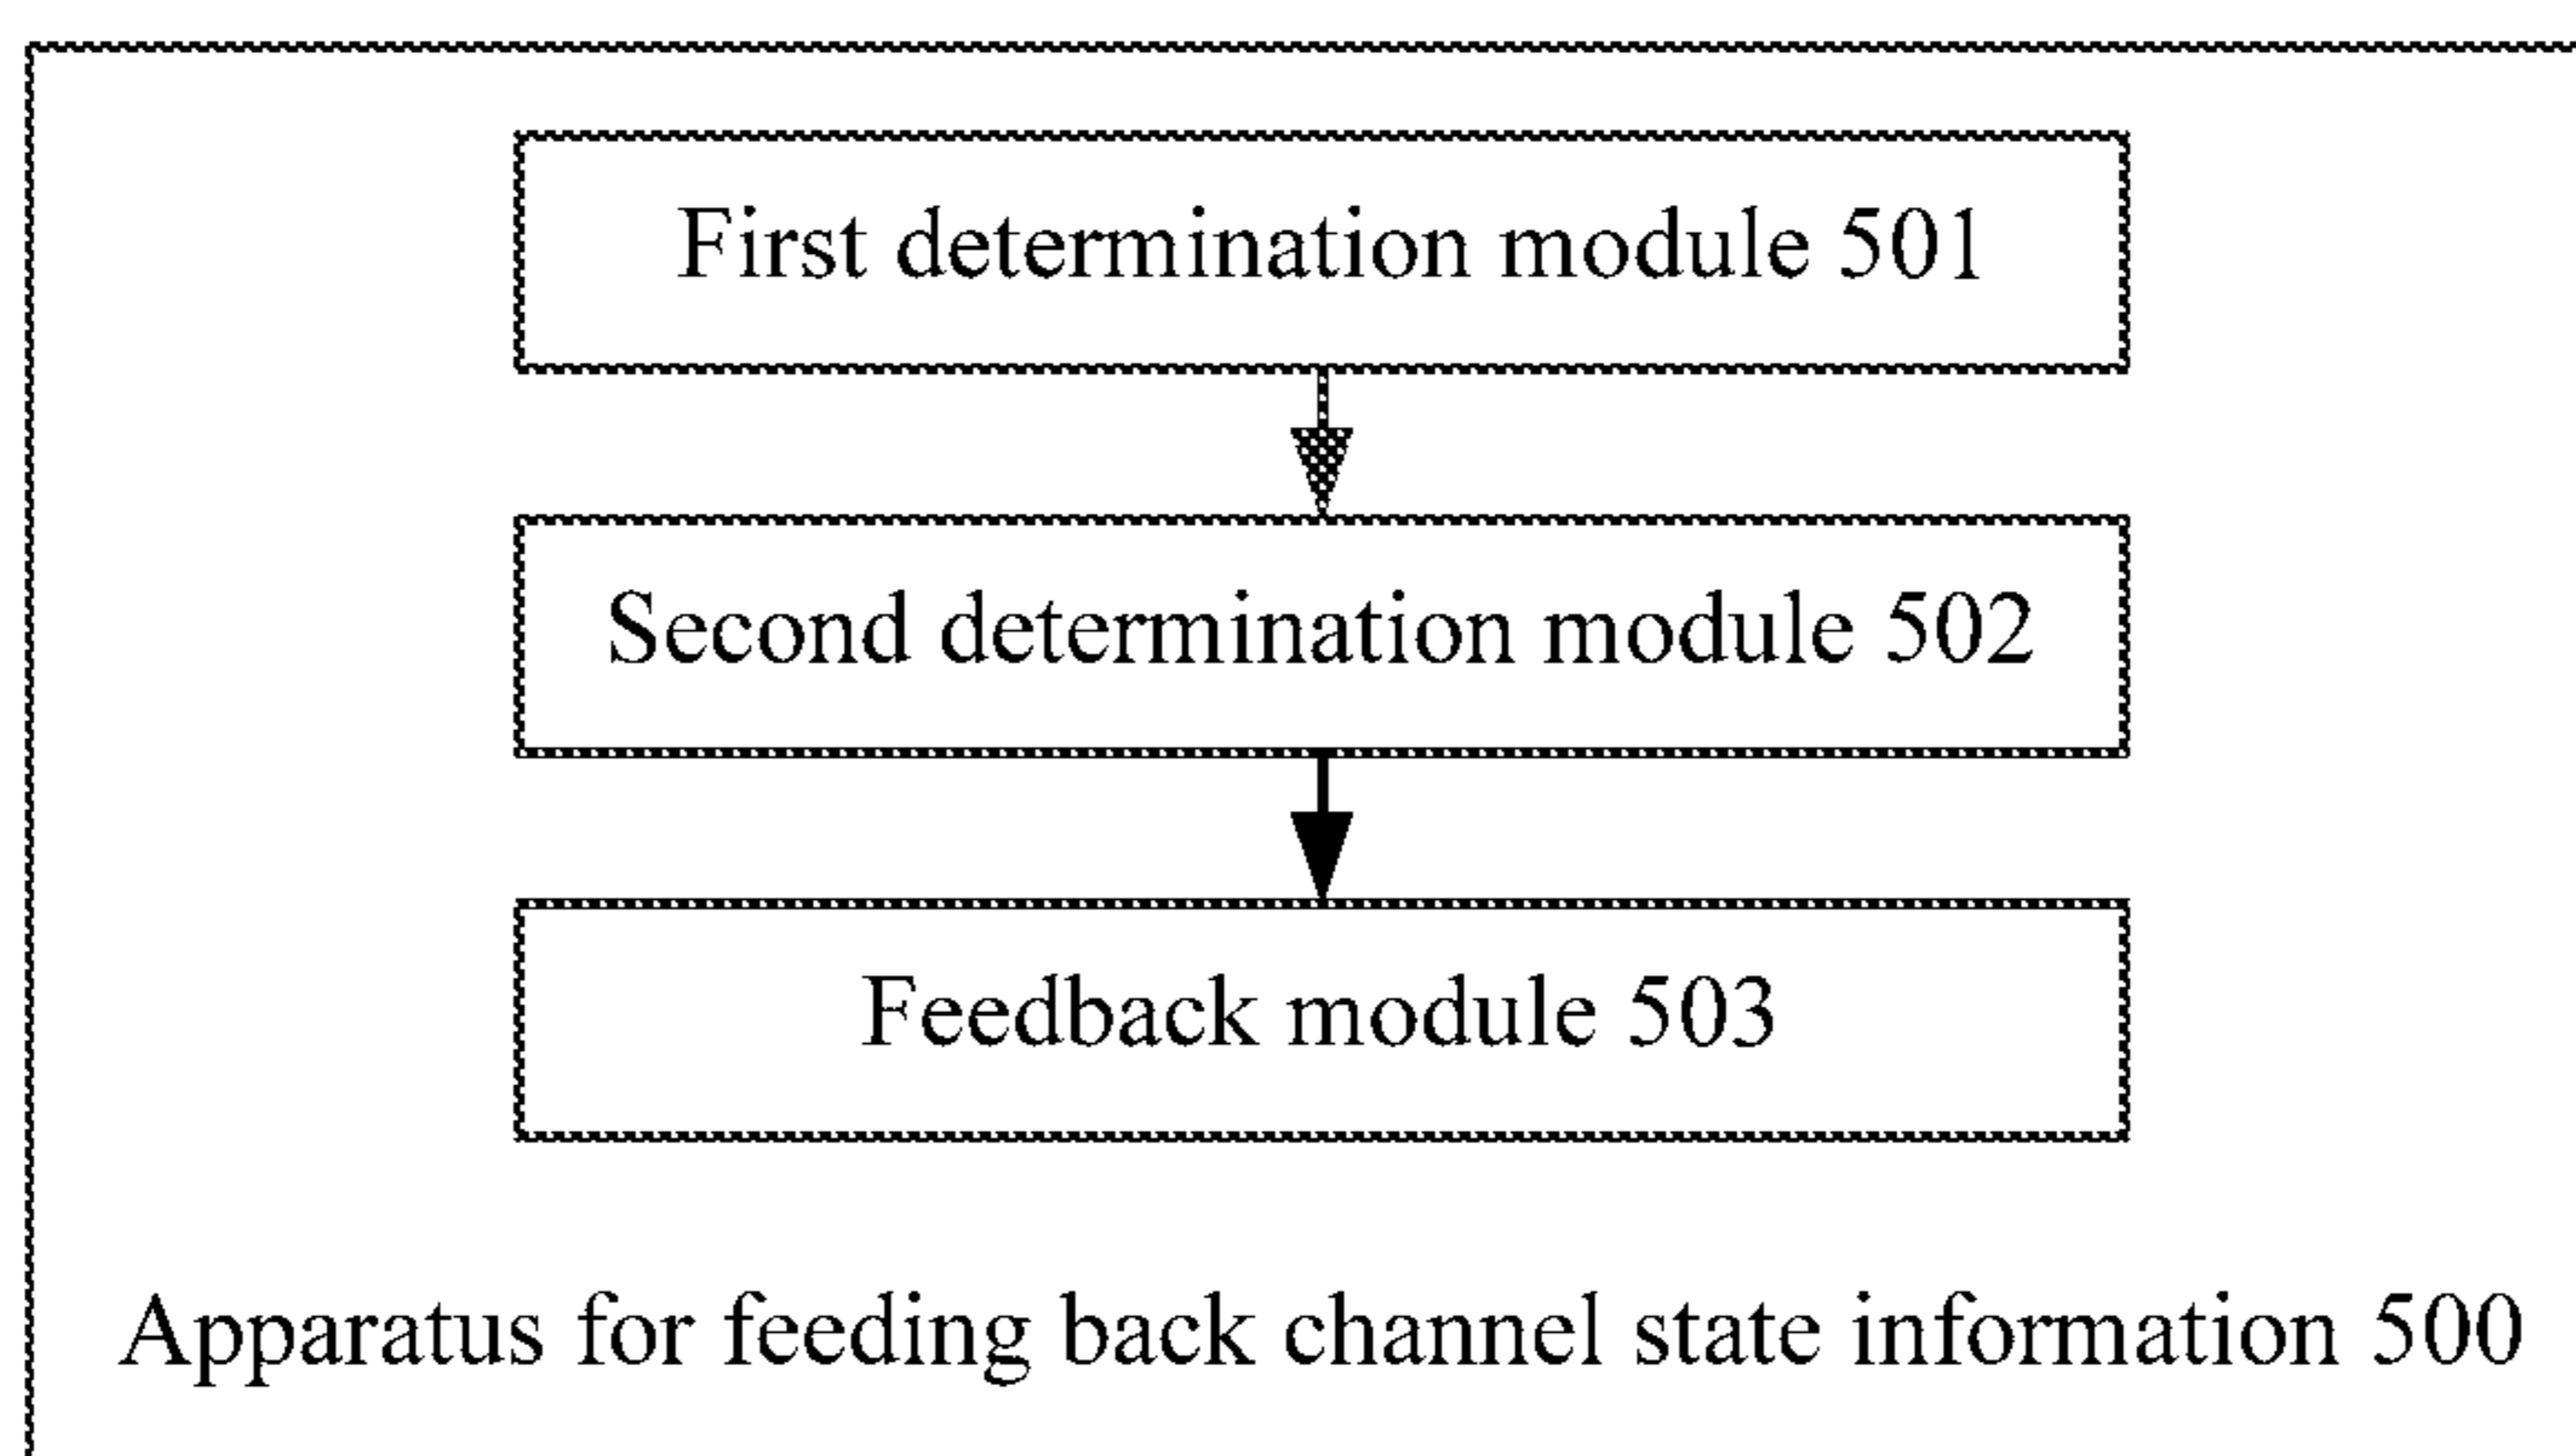 First determination module 501
Second determination module 502
Feedback module 503
Apparatus for feeding back channel state information 500